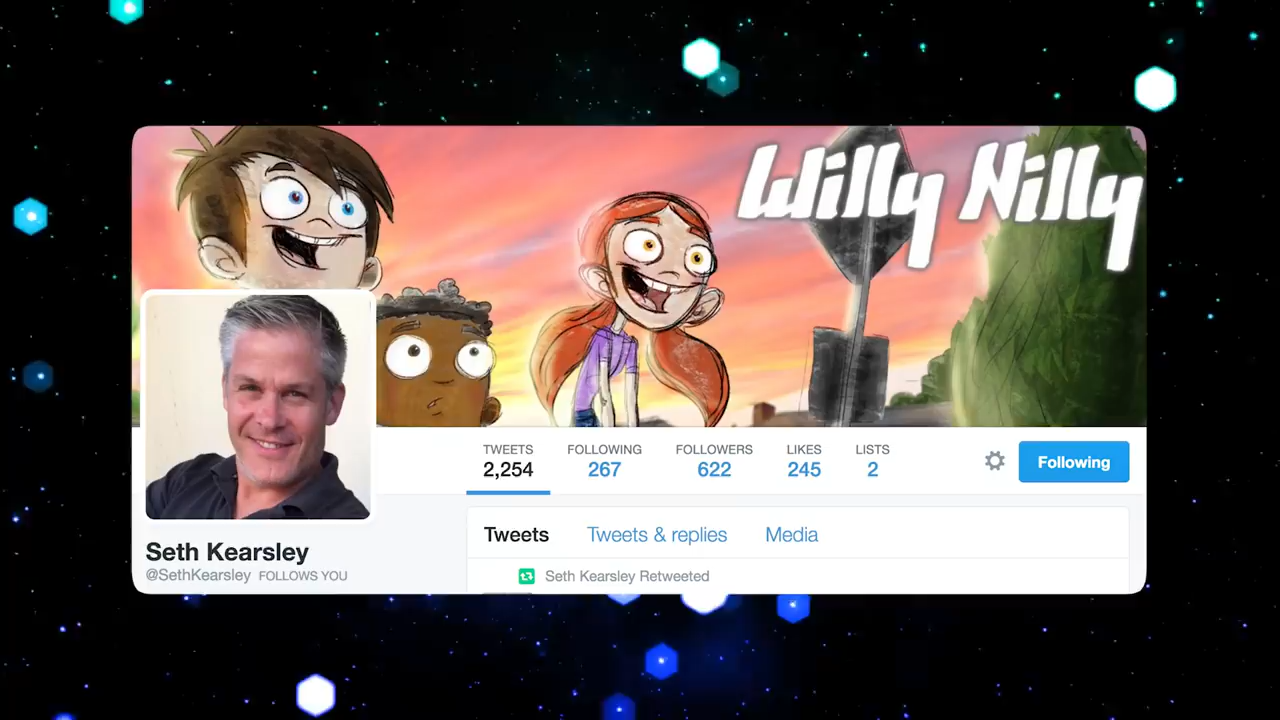 Willy Nilly
TWEETS FOLLOWING FOLLOWERS LIKES LISTS
2,254 267 622 245 2
Following
Tweets Tweets & replies Media
Seth Kearsley
@SethKearsley FOLLOWS YOU
Seth Kearsley Retweeted